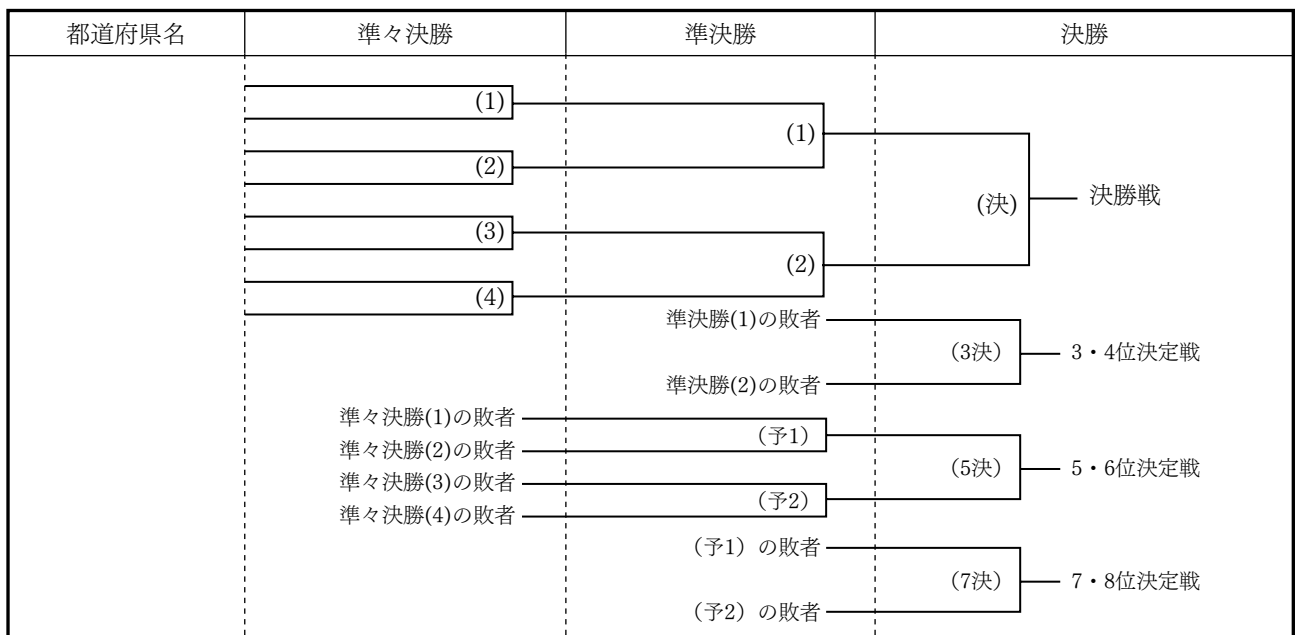 都道府県名 準々決勝 準決勝 決勝
(1)
(1)
(2)
(決) 決勝戦
(3)
(2)
(4)
準決勝(1)の敗者
(3決) 3・4位決定戦
準決勝(2)の敗者
準々決勝(1)の敗者
(予1)
準々決勝(2)の敗者
(5決) 5・6位決定戦
準々決勝(3)の敗者
(予2)
準々決勝(4)の敗者
(予1)の敗者
(7決) 7・8位決定戦
(予2)の敗者